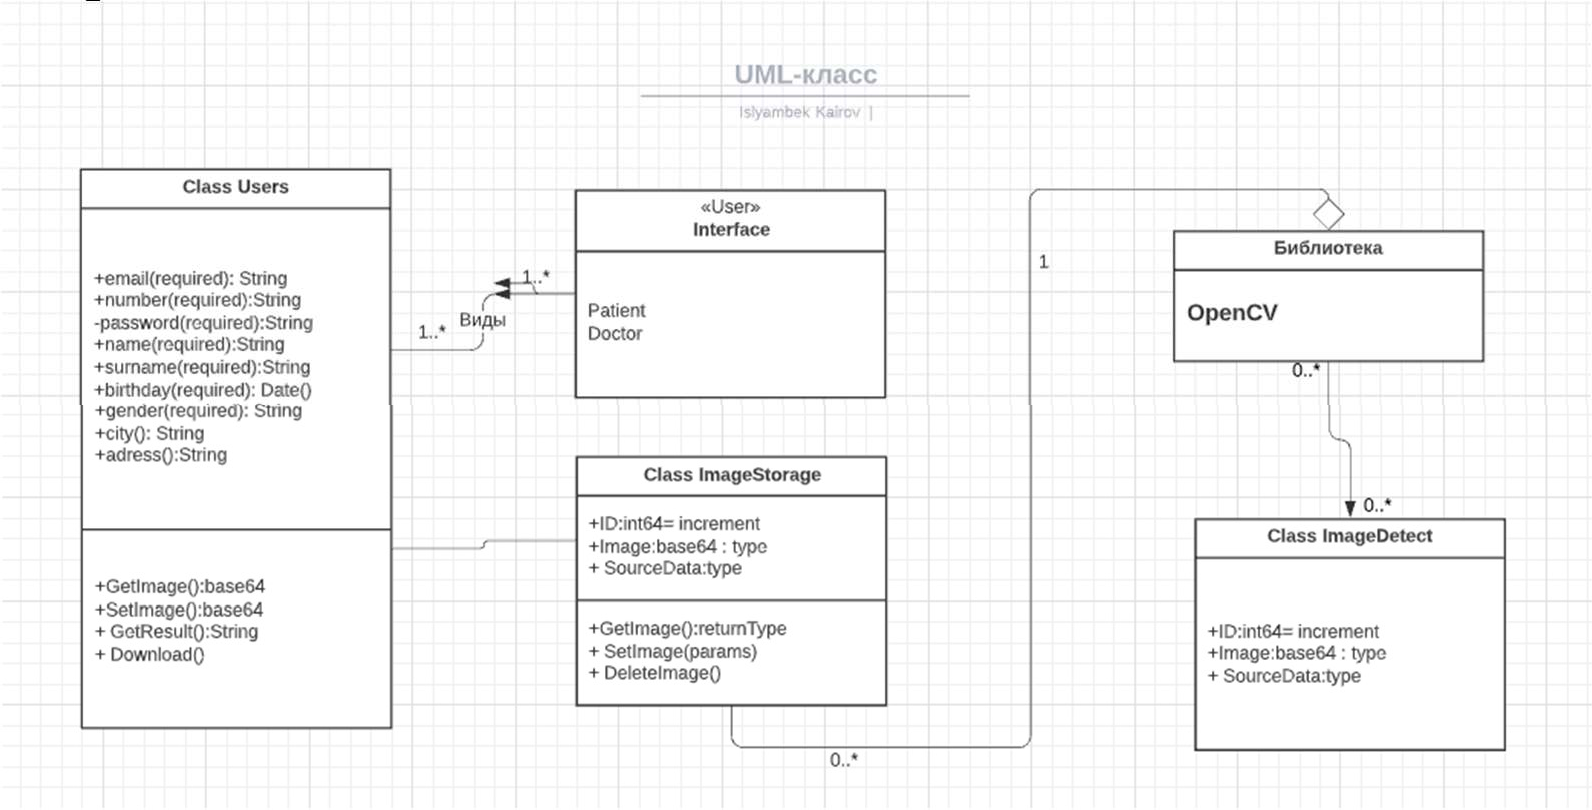 UML-класс
Islyambek Kairov |
Class Users
+email(required): String
+number(required):String
-password(required):String
+name(required):String
+surname(required):String
+birthday(required): Date()
+gender(required): String
+city(): String
+adress():String
+GetImage():base64
+SetImage():base64
+ GetResult():String
+ Download()
1..*
Виды
1..*
«User»
Interface
Patient
Doctor
Class ImageStorage
+ID:int64= increment
+Image:base64 : type
+ SourceData:type
+GetImage():returnType
+ SetImage(params)
+ DeleteImage()
0..*
1
Библиотека
OpenCV
0..*
0..*
Class ImageDetect
+ID:int64= increment
+Image:base64 : type
+ SourceData:type